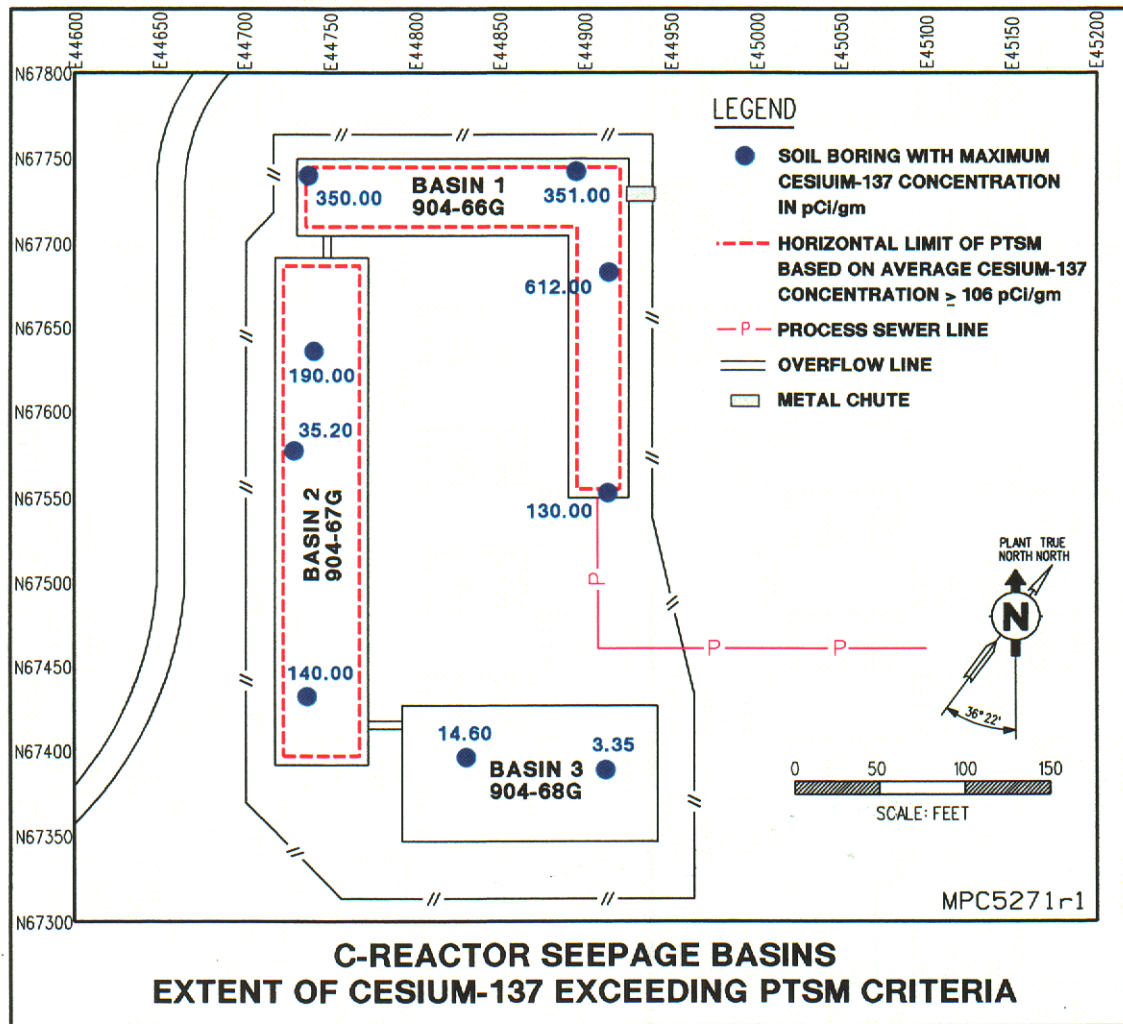 E44600
E44650
E44700
E44750
E44800
E44850
E44900
E44950
E45000
E45050
E45100
E45150
E45200
N67800
N67750
N67700
N67650
N67600
N67550
N67500
N67450
N67400
N67350
N67300
LEGEND
SOIL BORING WITH MAXIMUM
CESIUIM-137 CONCENTRATION
IN pCi/gm
HORIZONTAL LIMIT OF PTSM
BASED ON AVERAGE CESIUM-137
CONCENTRATION ≥ 106 pCi/gm
P PROCESS SEWER LINE
OVERFLOW LINE
METAL CHUTE
BASIN 1
904-66G
350.00
351.00
612.00
130.00
190.00
35.20
BASIN 2
904-67G
140.00
14.60
3.35
BASIN 3
904-68G
P
P
P
PLANT TRUE
NORTH NORTH
N
36°22'
0 50 100 150
SCALE: FEET
MPC5271r1
C-REACTOR SEEPAGE BASINS
EXTENT OF CESIUM-137 EXCEEDING PTSM CRITERIA